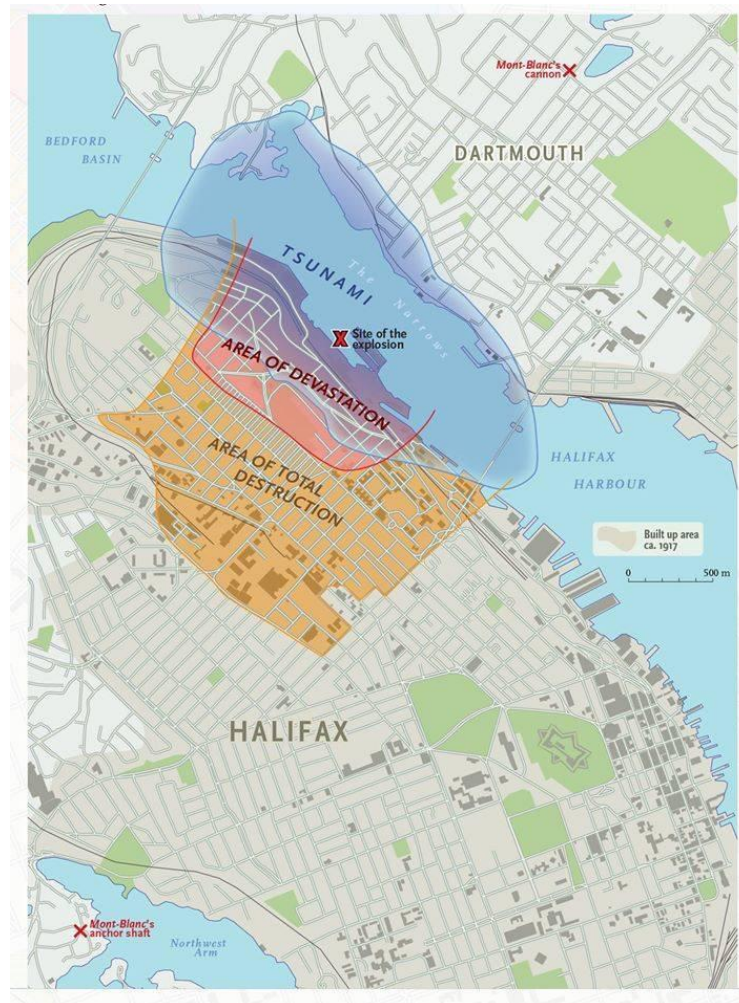 Mont-Blanc's
cannon
BEDFORD
BASIN
DARTMOUTH
TSUNAMI
The Narrows
Site of the
explosion
AREA OF DEVASTATION
AREA OF TOTAL
DESTRUCTION
HALIFAX
HARBOUR
Built up area
ca. 1917
0 500 m
HALIFAX
Mont-Blanc's
anchor shaft
Northwest
Arm